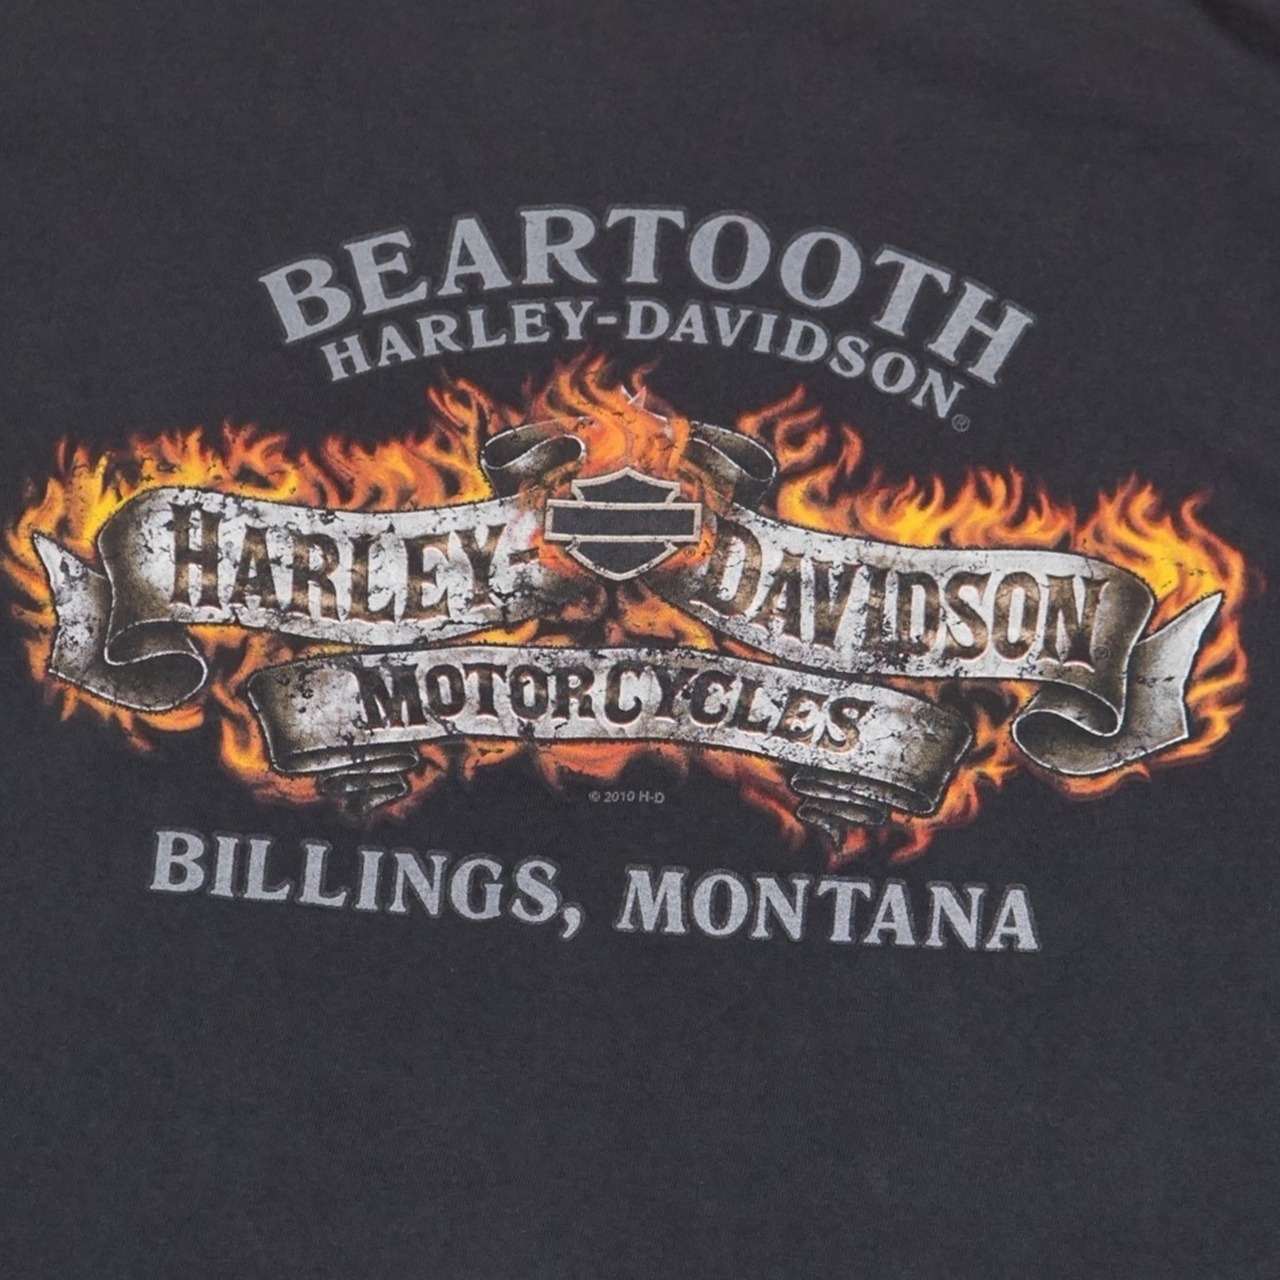 BEARTOOTH
HARLEY-DAVIDSON®
HARLEY-DAVIDSON
MOTORCYCLES
© 2010 H-D
BILLINGS, MONTANA